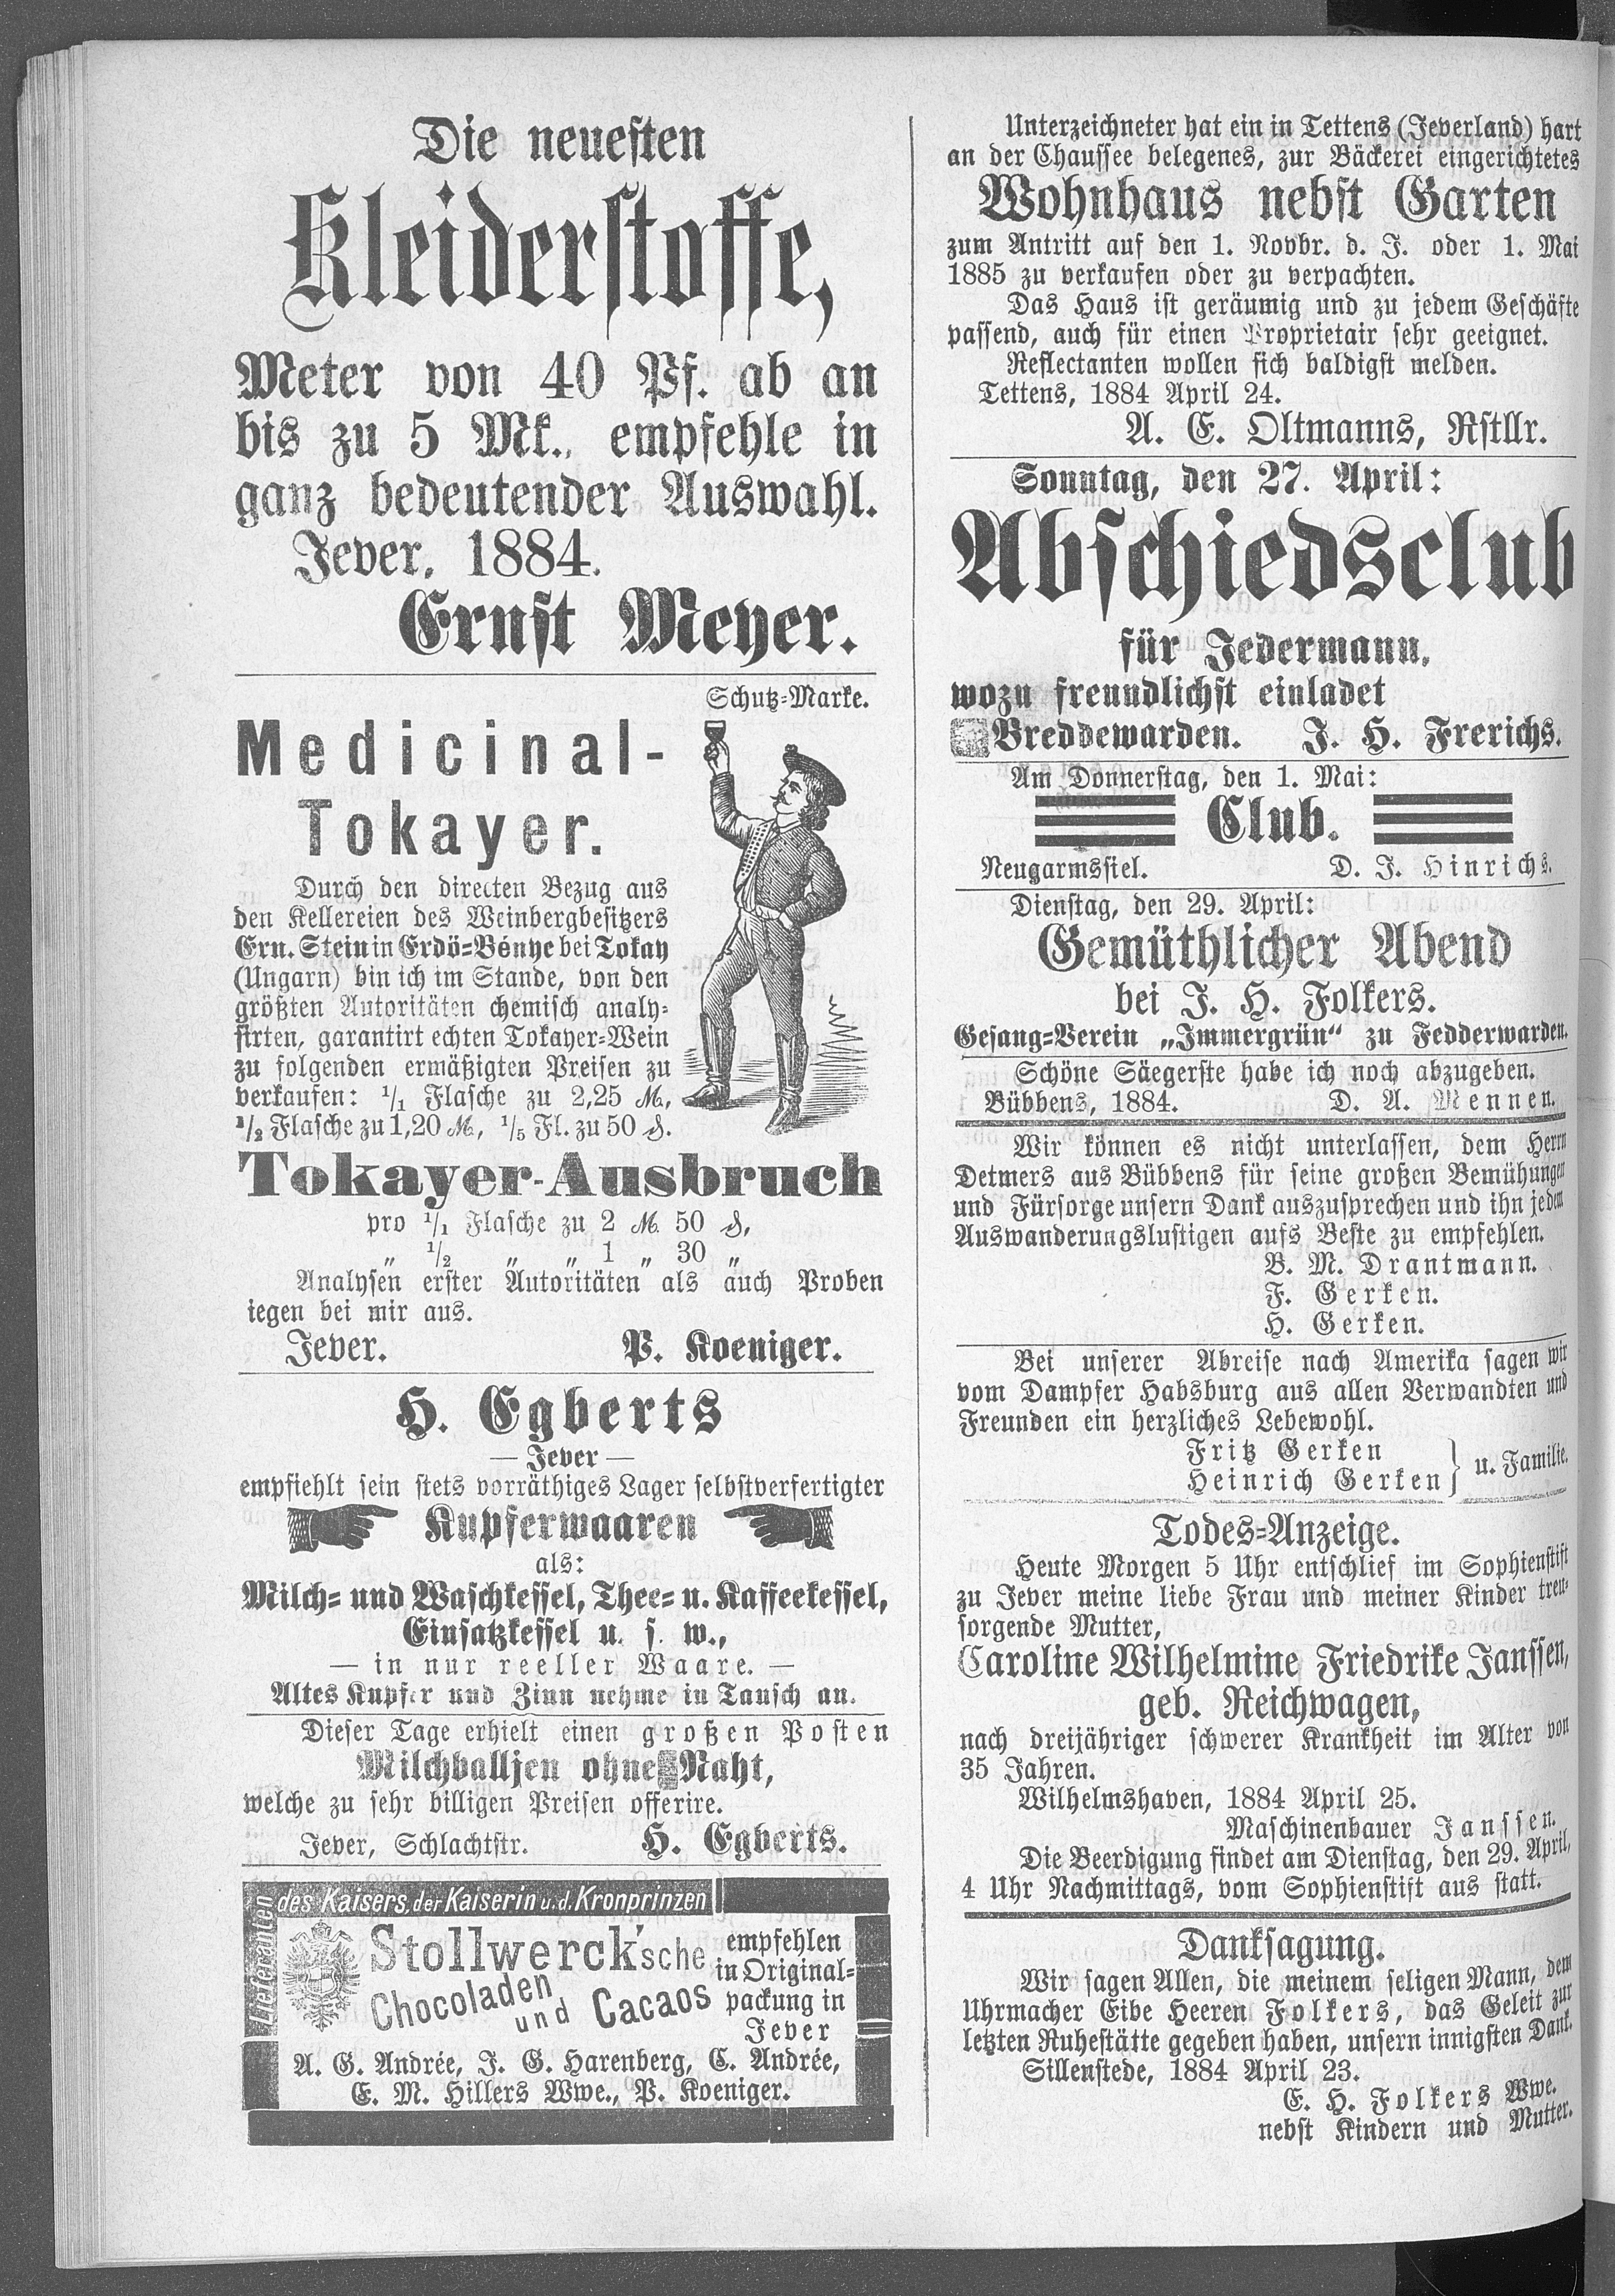 Die neuesten
Kleiderstoffe,
Meter von 40 Pf. ab an
bis zu 5 Mk., empfehle in
ganz bedeutender Auswahl.
Jever, 1884.
Ernst Meyer.
Schutz-Marke.
Medicinal-
Tokayer.
Durch den directen Bezug aus
den Kellereien des Weinbergbesitzers
Ern. Stein in Erdö-Bénye bei Tokay
(Ungarn) bin ich im Stande, von den
größten Autoritäten chemisch analy-
sirten, garantirt echten Tokayer-Wein
zu folgenden ermäßigten Preisen zu
verkaufen: 1/1 Flasche zu 2,25 M.,
1/2 Flasche zu 1,20 M., 1/5 Fl. zu 50 ₰.
Tokayer-Ausbruch
pro 1/1 Flasche zu 2 M. 50 ₰,
„ 1/2 „ „ 1 „ 30 „
Analysen erster Autoritäten als auch Proben
iegen bei mir aus.
Jever. P. Koeniger.
H. Egberts
— Jever —
empfiehlt sein stets vorräthiges Lager selbstverfertigter
Kupferwaaren
als:
Milch- und Waschkessel, Thee- u. Kaffeekessel,
Einsatzkessel u. s. w.,
— in nur reeller Waare. —
Altes Kupfer und Zinn nehme in Tausch an.
Dieser Tage erhielt einen großen Posten
Milchballjen ohne Naht,
welche zu sehr billigen Preisen offerire.
Jever, Schlachtstr. H. Egberts.
Lieferanten
des Kaisers, der Kaiserin u. d. Kronprinzen
Stollwerck'sche
Chocoladen
und Cacaos
empfehlen
in Original-
packung in
Jever
A. G. Andrée, J. G. Harenberg, C. Andrée,
E. M. Hillers Wwe., P. Koeniger.
Unterzeichneter hat ein in Tettens (Jeverland) hart
an der Chaussee belegenes, zur Bäckerei eingerichtetes
Wohnhaus nebst Garten
zum Antritt auf den 1. Novbr. d. J. oder 1. Mai
1885 zu verkaufen oder zu verpachten.
Das Haus ist geräumig und zu jedem Geschäfte
passend, auch für einen Proprietair sehr geeignet.
Reflectanten wollen sich baldigst melden.
Tettens, 1884 April 24.
A. E. Oltmanns, Rstllr.
Sonntag, den 27. April:
Abschiedsclub
für Jedermann,
wozu freundlichst einladet
Breddewarden. J. H. Frerichs.
Am Donnerstag, den 1. Mai:
Club.
Neugarmssiel. D. J. Hinrichs.
Dienstag, den 29. April:
Gemüthlicher Abend
bei J. H. Folkers.
Gesang-Verein „Immergrün“ zu Fedderwarden.
Schöne Säegerste habe ich noch abzugeben.
Bübbens, 1884. D. A. Mennen.
Wir können es nicht unterlassen, dem Herrn
Detmers aus Bübbens für seine großen Bemühungen
und Fürsorge unsern Dank auszusprechen und ihn jedem
Auswanderungslustigen aufs Beste zu empfehlen.
B. M. Drantmann.
F. Gerken.
H. Gerken.
Bei unserer Abreise nach Amerika sagen wir
vom Dampfer Habsburg aus allen Verwandten und
Freunden ein herzliches Lebewohl.
Fritz Gerken
Heinrich Gerken } u. Familie.
Todes-Anzeige.
Heute Morgen 5 Uhr entschlief im Sophienstift
zu Jever meine liebe Frau und meiner Kinder treu-
sorgende Mutter,
Caroline Wilhelmine Friedrike Janssen,
geb. Reichwagen,
nach dreijähriger schwerer Krankheit im Alter von
35 Jahren.
Wilhelmshaven, 1884 April 25.
Maschinenbauer Janssen.
Die Beerdigung findet am Dienstag, den 29. April,
4 Uhr Nachmittags, vom Sophienstift aus statt.
Danksagung.
Wir sagen Allen, die meinem seligen Mann, dem
Uhrmacher Eibe Heeren Folkers, das Geleit zur
letzten Ruhestätte gegeben haben, unsern innigsten Dank.
Sillenstede, 1884 April 23.
E. H. Folkers Wwe.
nebst Kindern und Mutter.